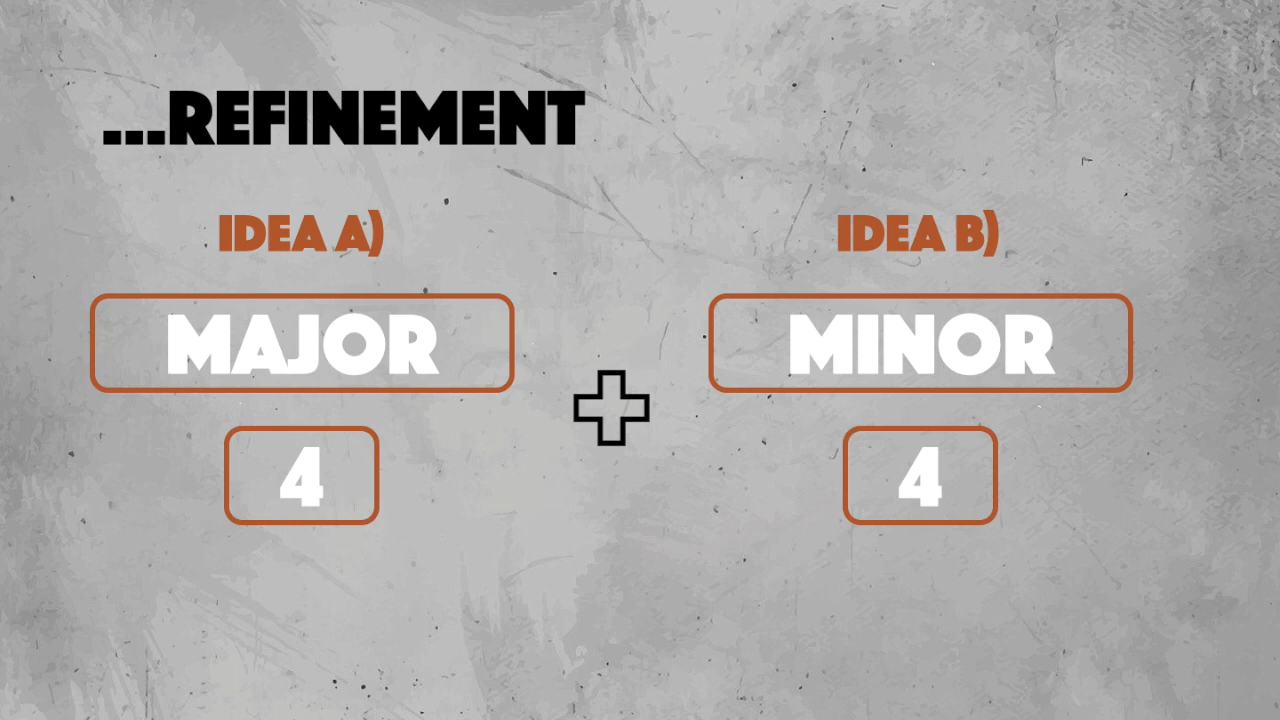 ...REFINEMENT
IDEA A)
MAJOR
4
IDEA B)
MINOR
4